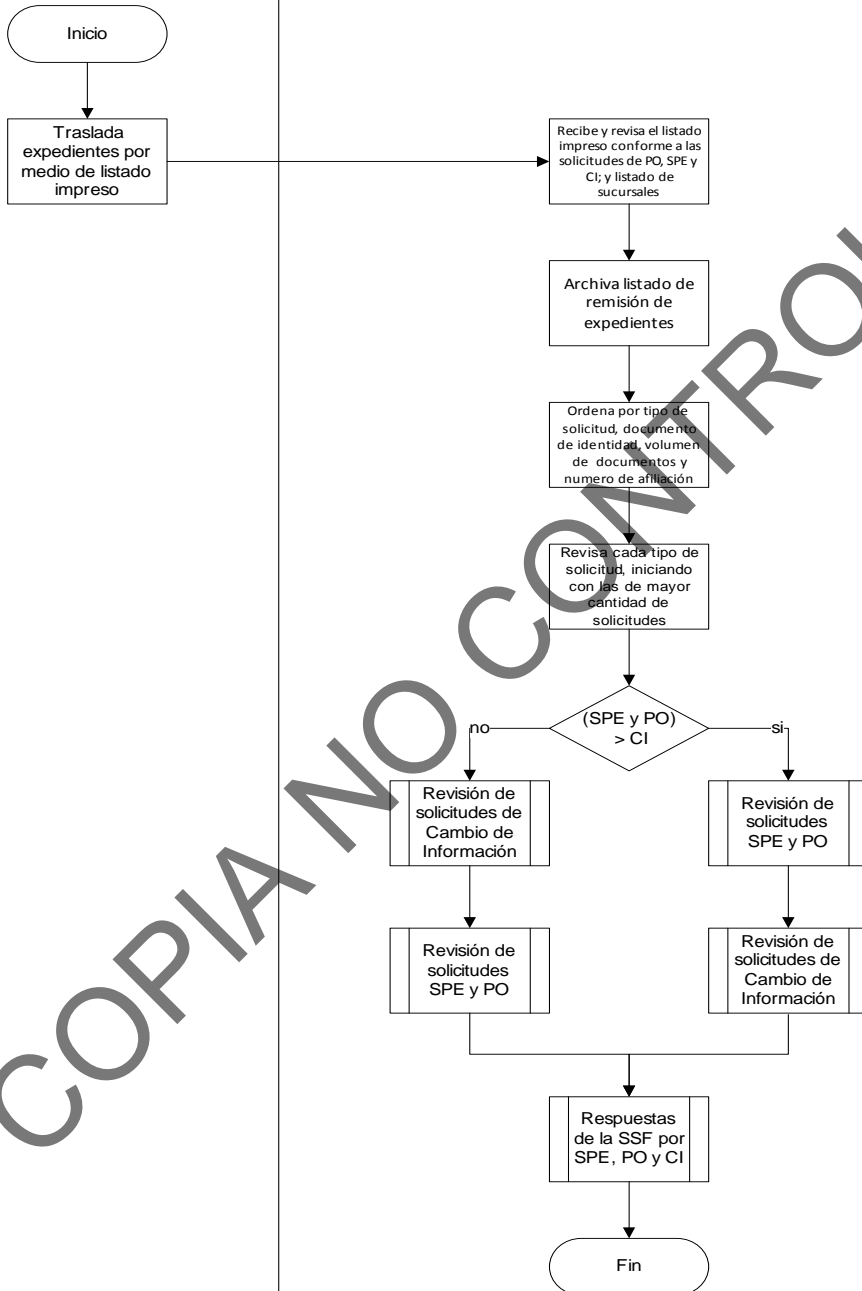 Inicio
Traslada
expedientes por
medio de listado
impreso
Recibe y revisa el listado
impreso conforme a las
solicitudes de PO, SPE y
CI; y listado de
sucursales
Archiva listado de
remisión de
expedientes
Ordena por tipo de
solicitud, documento
de identidad, volumen
de documentos y
numero de afiliación
Revisa cada tipo de
solicitud, iniciando
con las de mayor
cantidad de
solicitudes
(SPE y PO)
> CI
no
si
Revisión de
solicitudes de
Cambio de
Información
Revisión de
solicitudes
SPE y PO
Revisión de
solicitudes
SPE y PO
Revisión de
solicitudes de
Cambio de
Información
Respuestas
de la SSF por
SPE, PO y CI
Fin
COPIA NO CONTRO